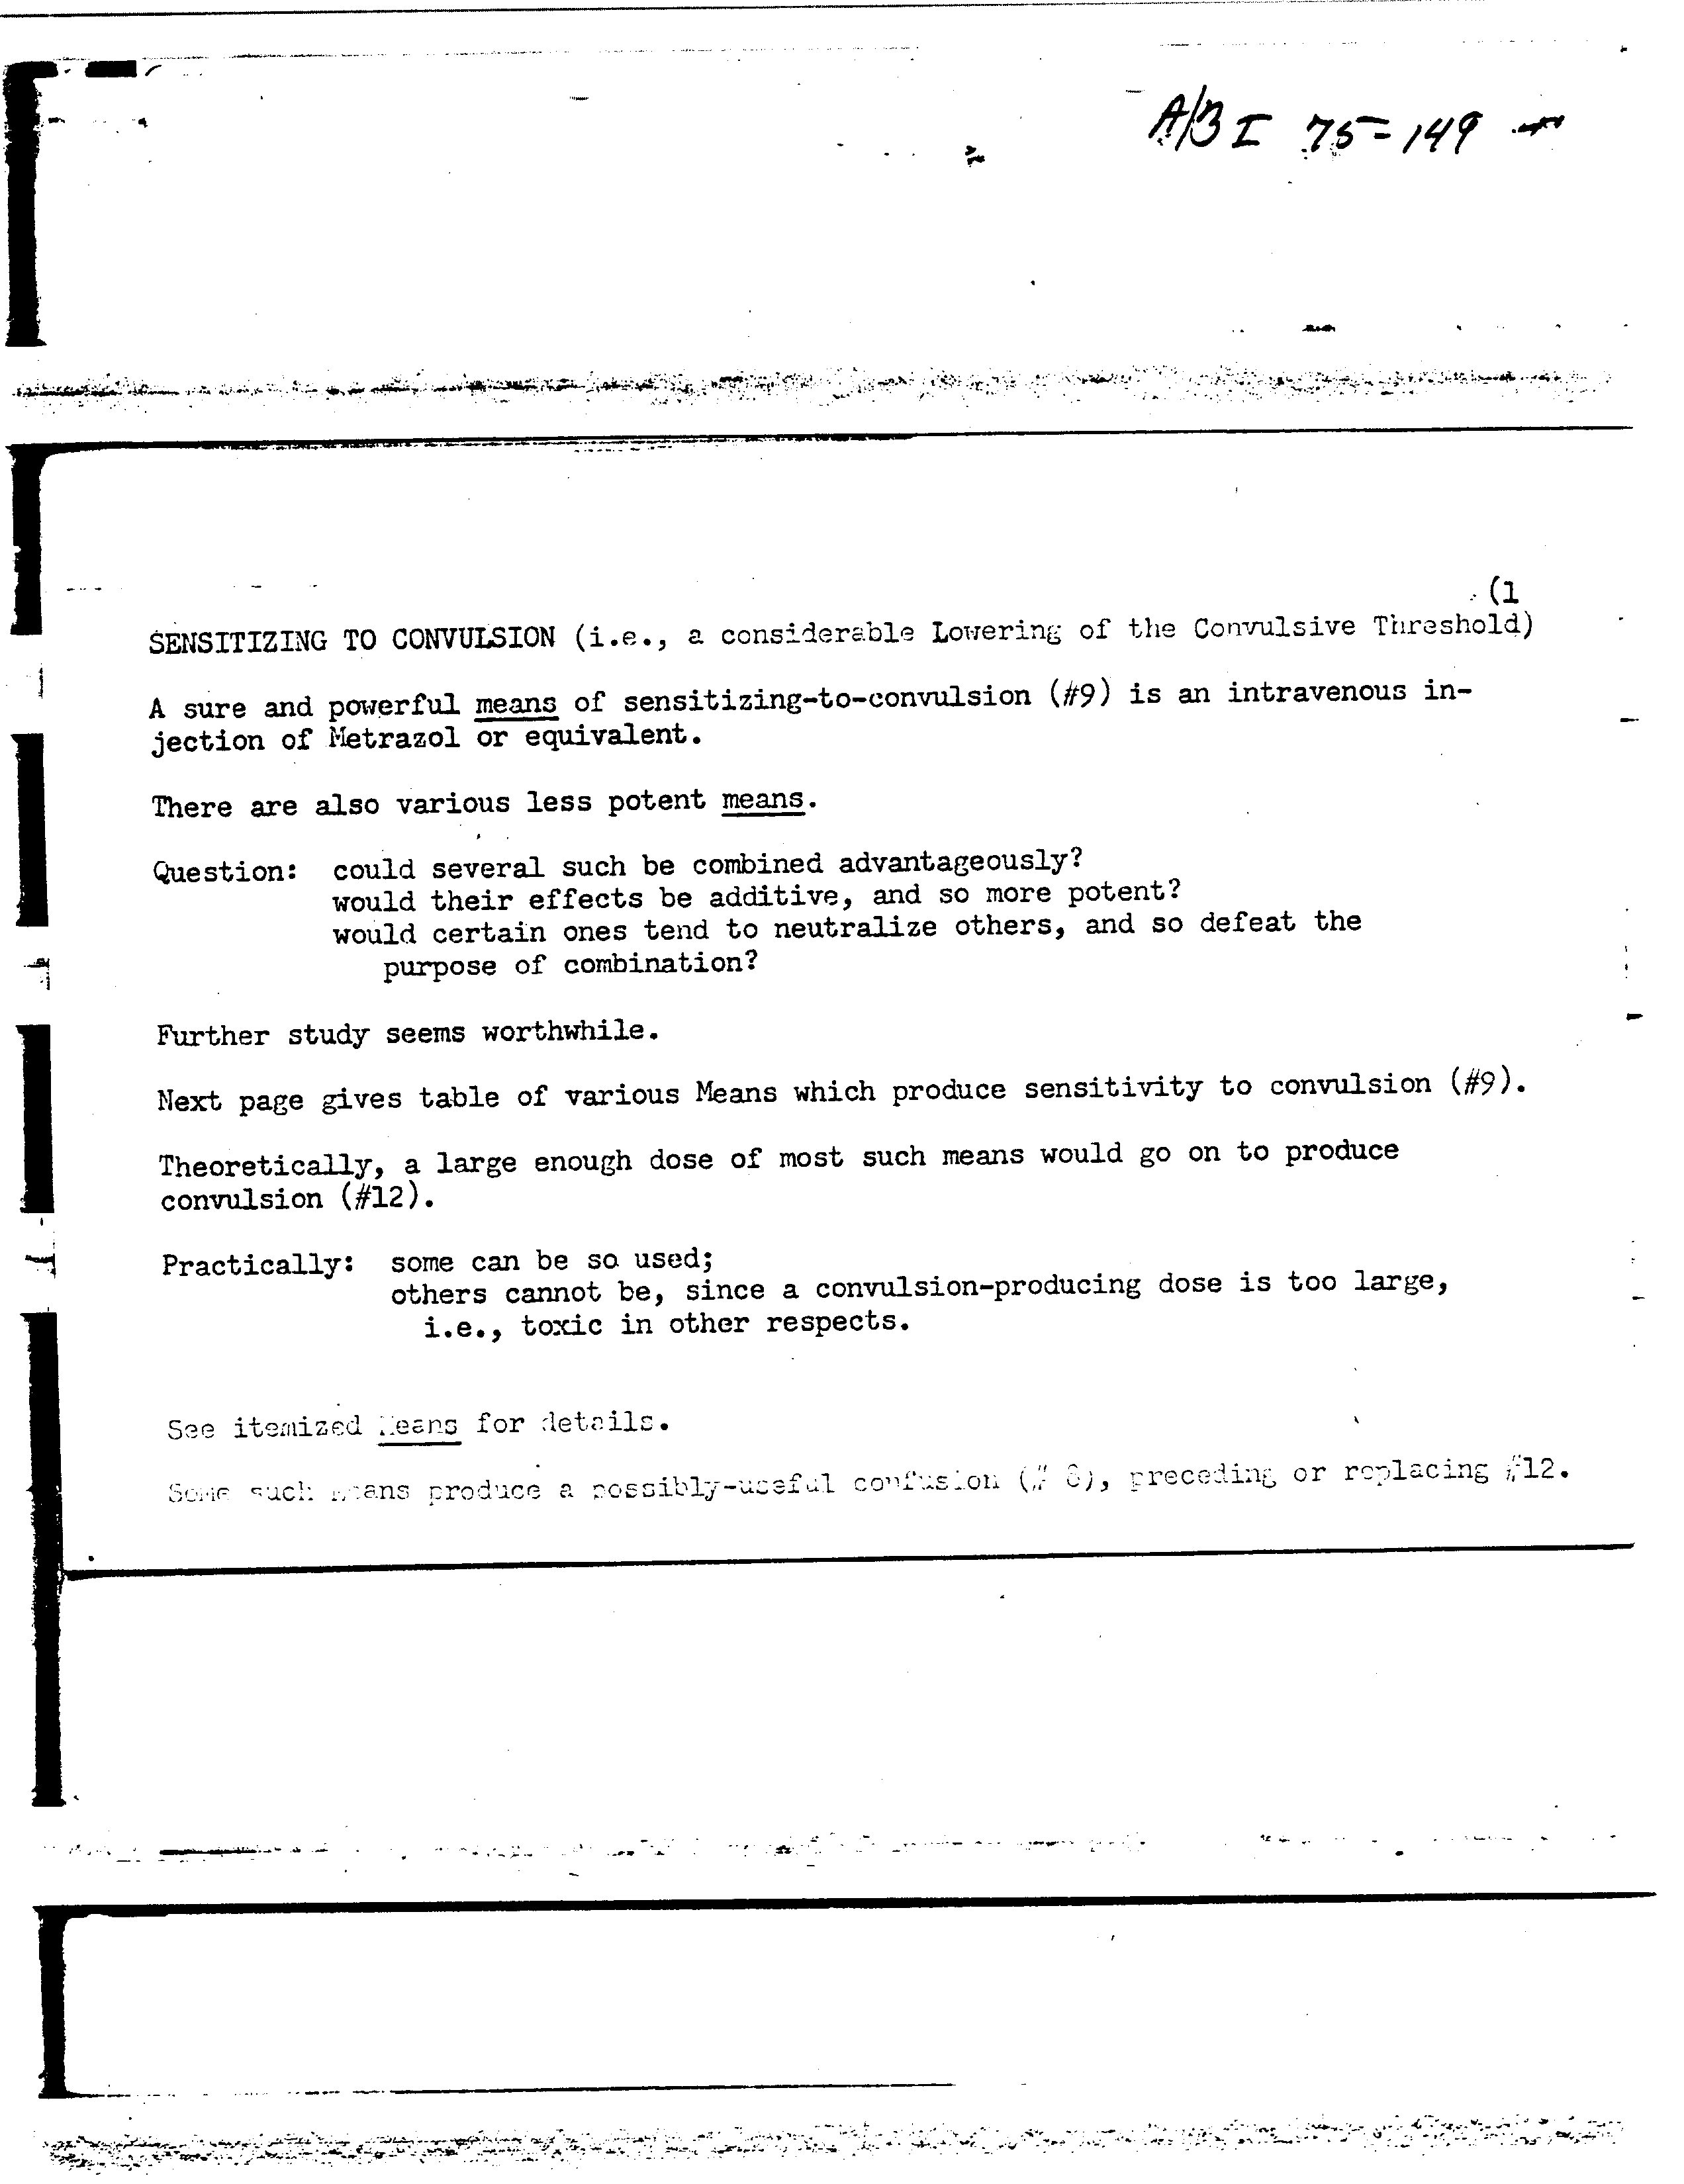 A/B I 75-149
(1
SENSITIZING TO CONVULSION (i.e., a considerable Lowering of the Convulsive Threshold)
A sure and powerful means of sensitizing-to-convulsion (#9) is an intravenous in-
jection of Metrazol or equivalent.
There are also various less potent means.
Question: could several such be combined advantageously?
would their effects be additive, and so more potent?
would certain ones tend to neutralize others, and so defeat the
purpose of combination?
Further study seems worthwhile.
Next page gives table of various Means which produce sensitivity to convulsion (#9).
Theoretically, a large enough dose of most such means would go on to produce
convulsion (#12).
Practically: some can be so used;
others cannot be, since a convulsion-producing dose is too large,
i.e., toxic in other respects.
See itemized Means for details.
Some such means produce a possibly-useful confusion (# ), preceding or replacing #12.